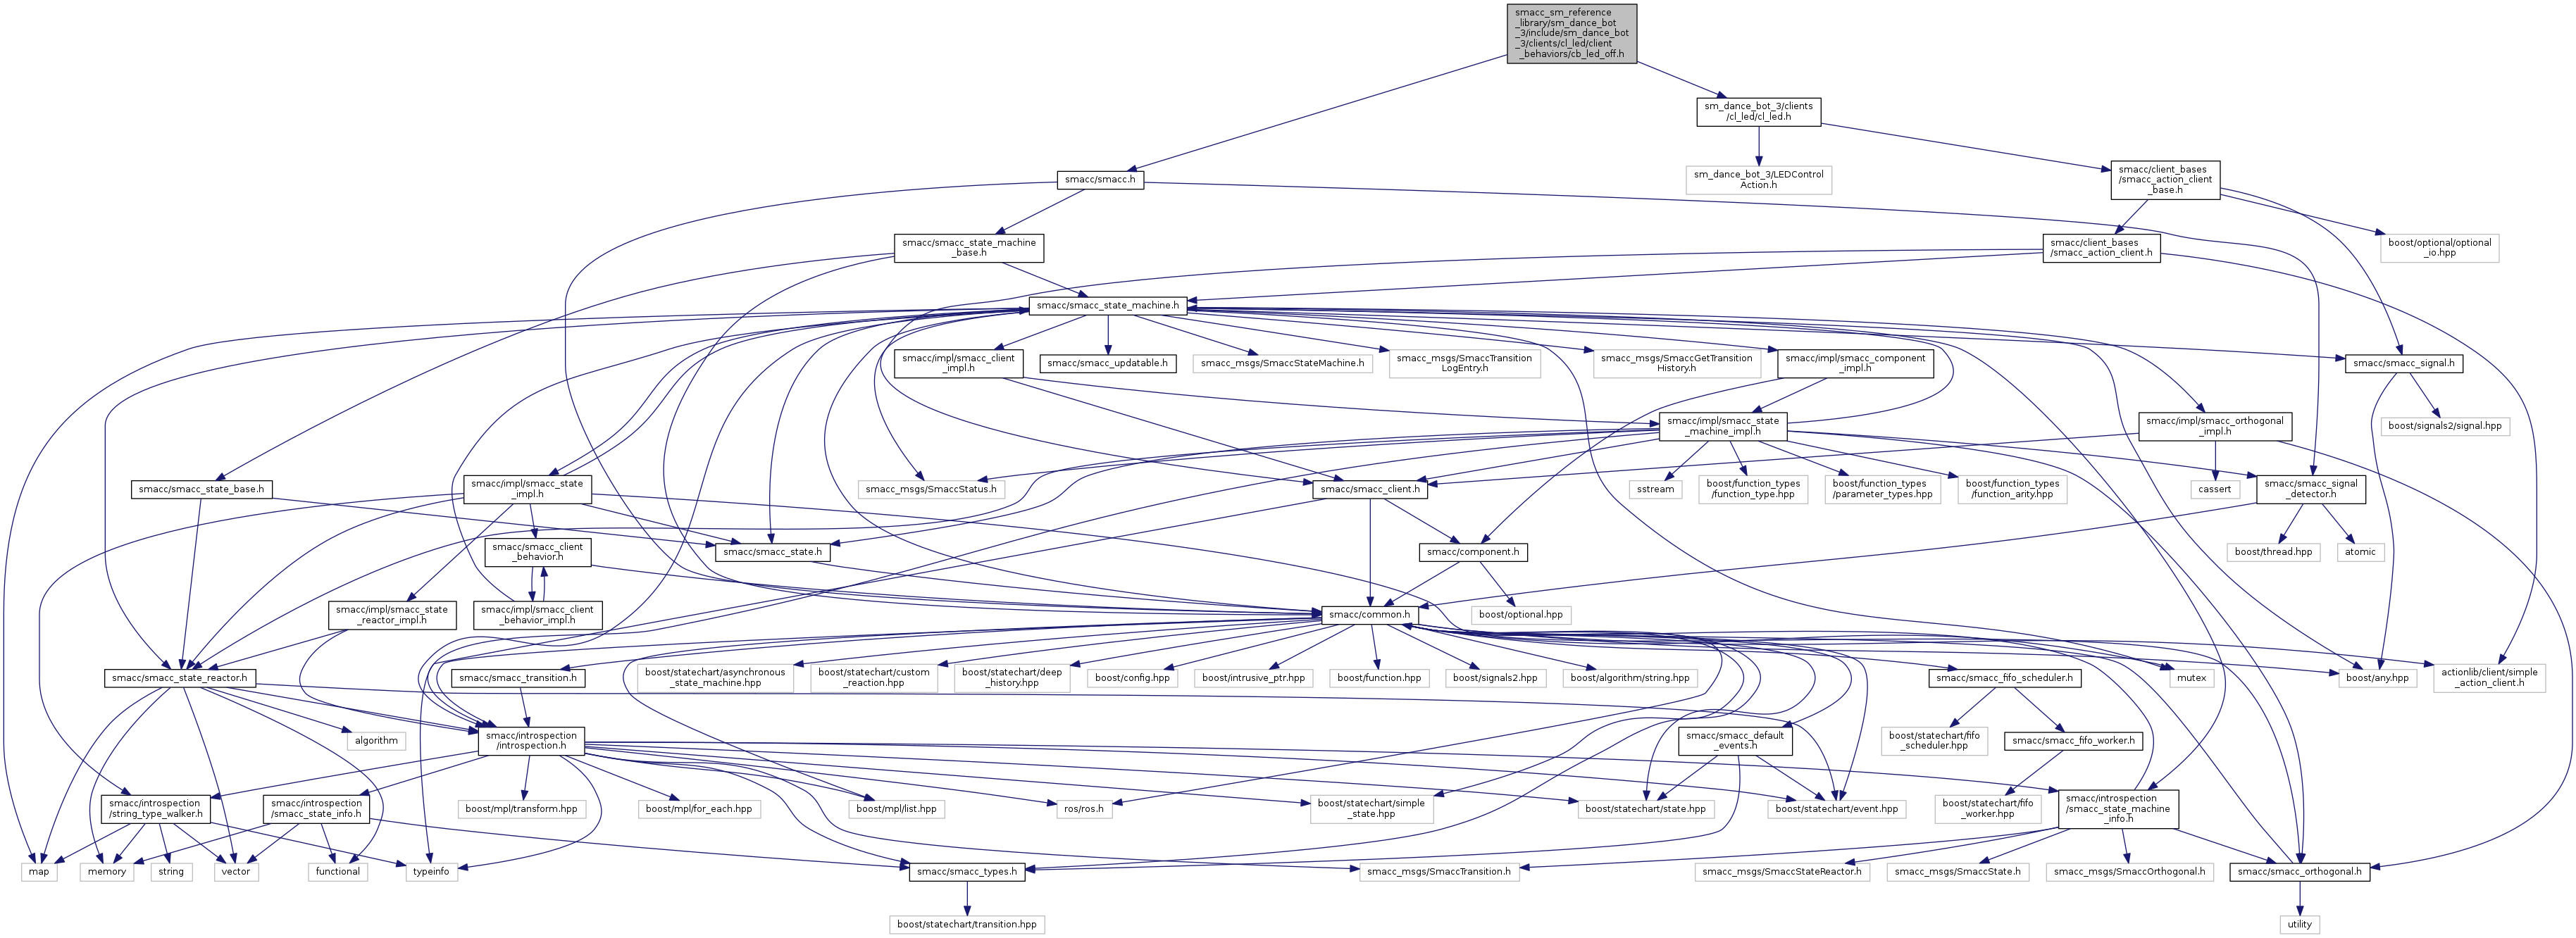 smacc_sm_reference
_library/sm_dance_bot
_3/include/sm_dance_bot
_3/clients/cl_led/client
_behaviors/cb_led_off.h
sm_dance_bot_3/clients
/cl_led/cl_led.h
smacc/smacc.h
sm_dance_bot_3/LEDControl
Action.h
smacc/client_bases
/smacc_action_client
_base.h
smacc/smacc_state_machine
_base.h
smacc/client_bases
/smacc_action_client.h
boost/optional/optional
_io.hpp
smacc/smacc_state_machine.h
smacc/impl/smacc_client
_impl.h
smacc/smacc_updatable.h
smacc_msgs/SmaccStateMachine.h
smacc_msgs/SmaccTransition
LogEntry.h
smacc_msgs/SmaccGetTransition
History.h
smacc/impl/smacc_component
_impl.h
smacc/smacc_signal.h
smacc/impl/smacc_state
_machine_impl.h
smacc/impl/smacc_orthogonal
_impl.h
boost/signals2/signal.hpp
smacc/smacc_state_base.h
smacc/impl/smacc_state
_impl.h
smacc_msgs/SmaccStatus.h
smacc/smacc_client.h
sstream
boost/function_types
/function_type.hpp
boost/function_types
/parameter_types.hpp
boost/function_types
/function_arity.hpp
cassert
smacc/smacc_signal
_detector.h
smacc/smacc_client
_behavior.h
smacc/smacc_state.h
smacc/component.h
boost/thread.hpp
atomic
smacc/impl/smacc_state
_reactor_impl.h
smacc/impl/smacc_client
_behavior_impl.h
smacc/common.h
boost/optional.hpp
smacc/smacc_state_reactor.h
smacc/smacc_transition.h
boost/statechart/asynchronous
_state_machine.hpp
boost/statechart/custom
_reaction.hpp
boost/statechart/deep
_history.hpp
boost/config.hpp
boost/intrusive_ptr.hpp
boost/function.hpp
boost/signals2.hpp
boost/algorithm/string.hpp
smacc/smacc_fifo_scheduler.h
mutex
boost/any.hpp
actionlib/client/simple
_action_client.h
algorithm
smacc/introspection
/introspection.h
smacc/smacc_default
_events.h
boost/statechart/fifo
_scheduler.hpp
smacc/smacc_fifo_worker.h
smacc/introspection
/string_type_walker.h
smacc/introspection
/smacc_state_info.h
boost/mpl/transform.hpp
boost/mpl/for_each.hpp
boost/mpl/list.hpp
ros/ros.h
boost/statechart/simple
_state.hpp
boost/statechart/state.hpp
boost/statechart/event.hpp
boost/statechart/fifo
_worker.hpp
smacc/introspection
/smacc_state_machine
_info.h
map
memory
string
vector
functional
typeinfo
smacc/smacc_types.h
smacc_msgs/SmaccTransition.h
smacc_msgs/SmaccStateReactor.h
smacc_msgs/SmaccState.h
smacc_msgs/SmaccOrthogonal.h
smacc/smacc_orthogonal.h
boost/statechart/transition.hpp
utility